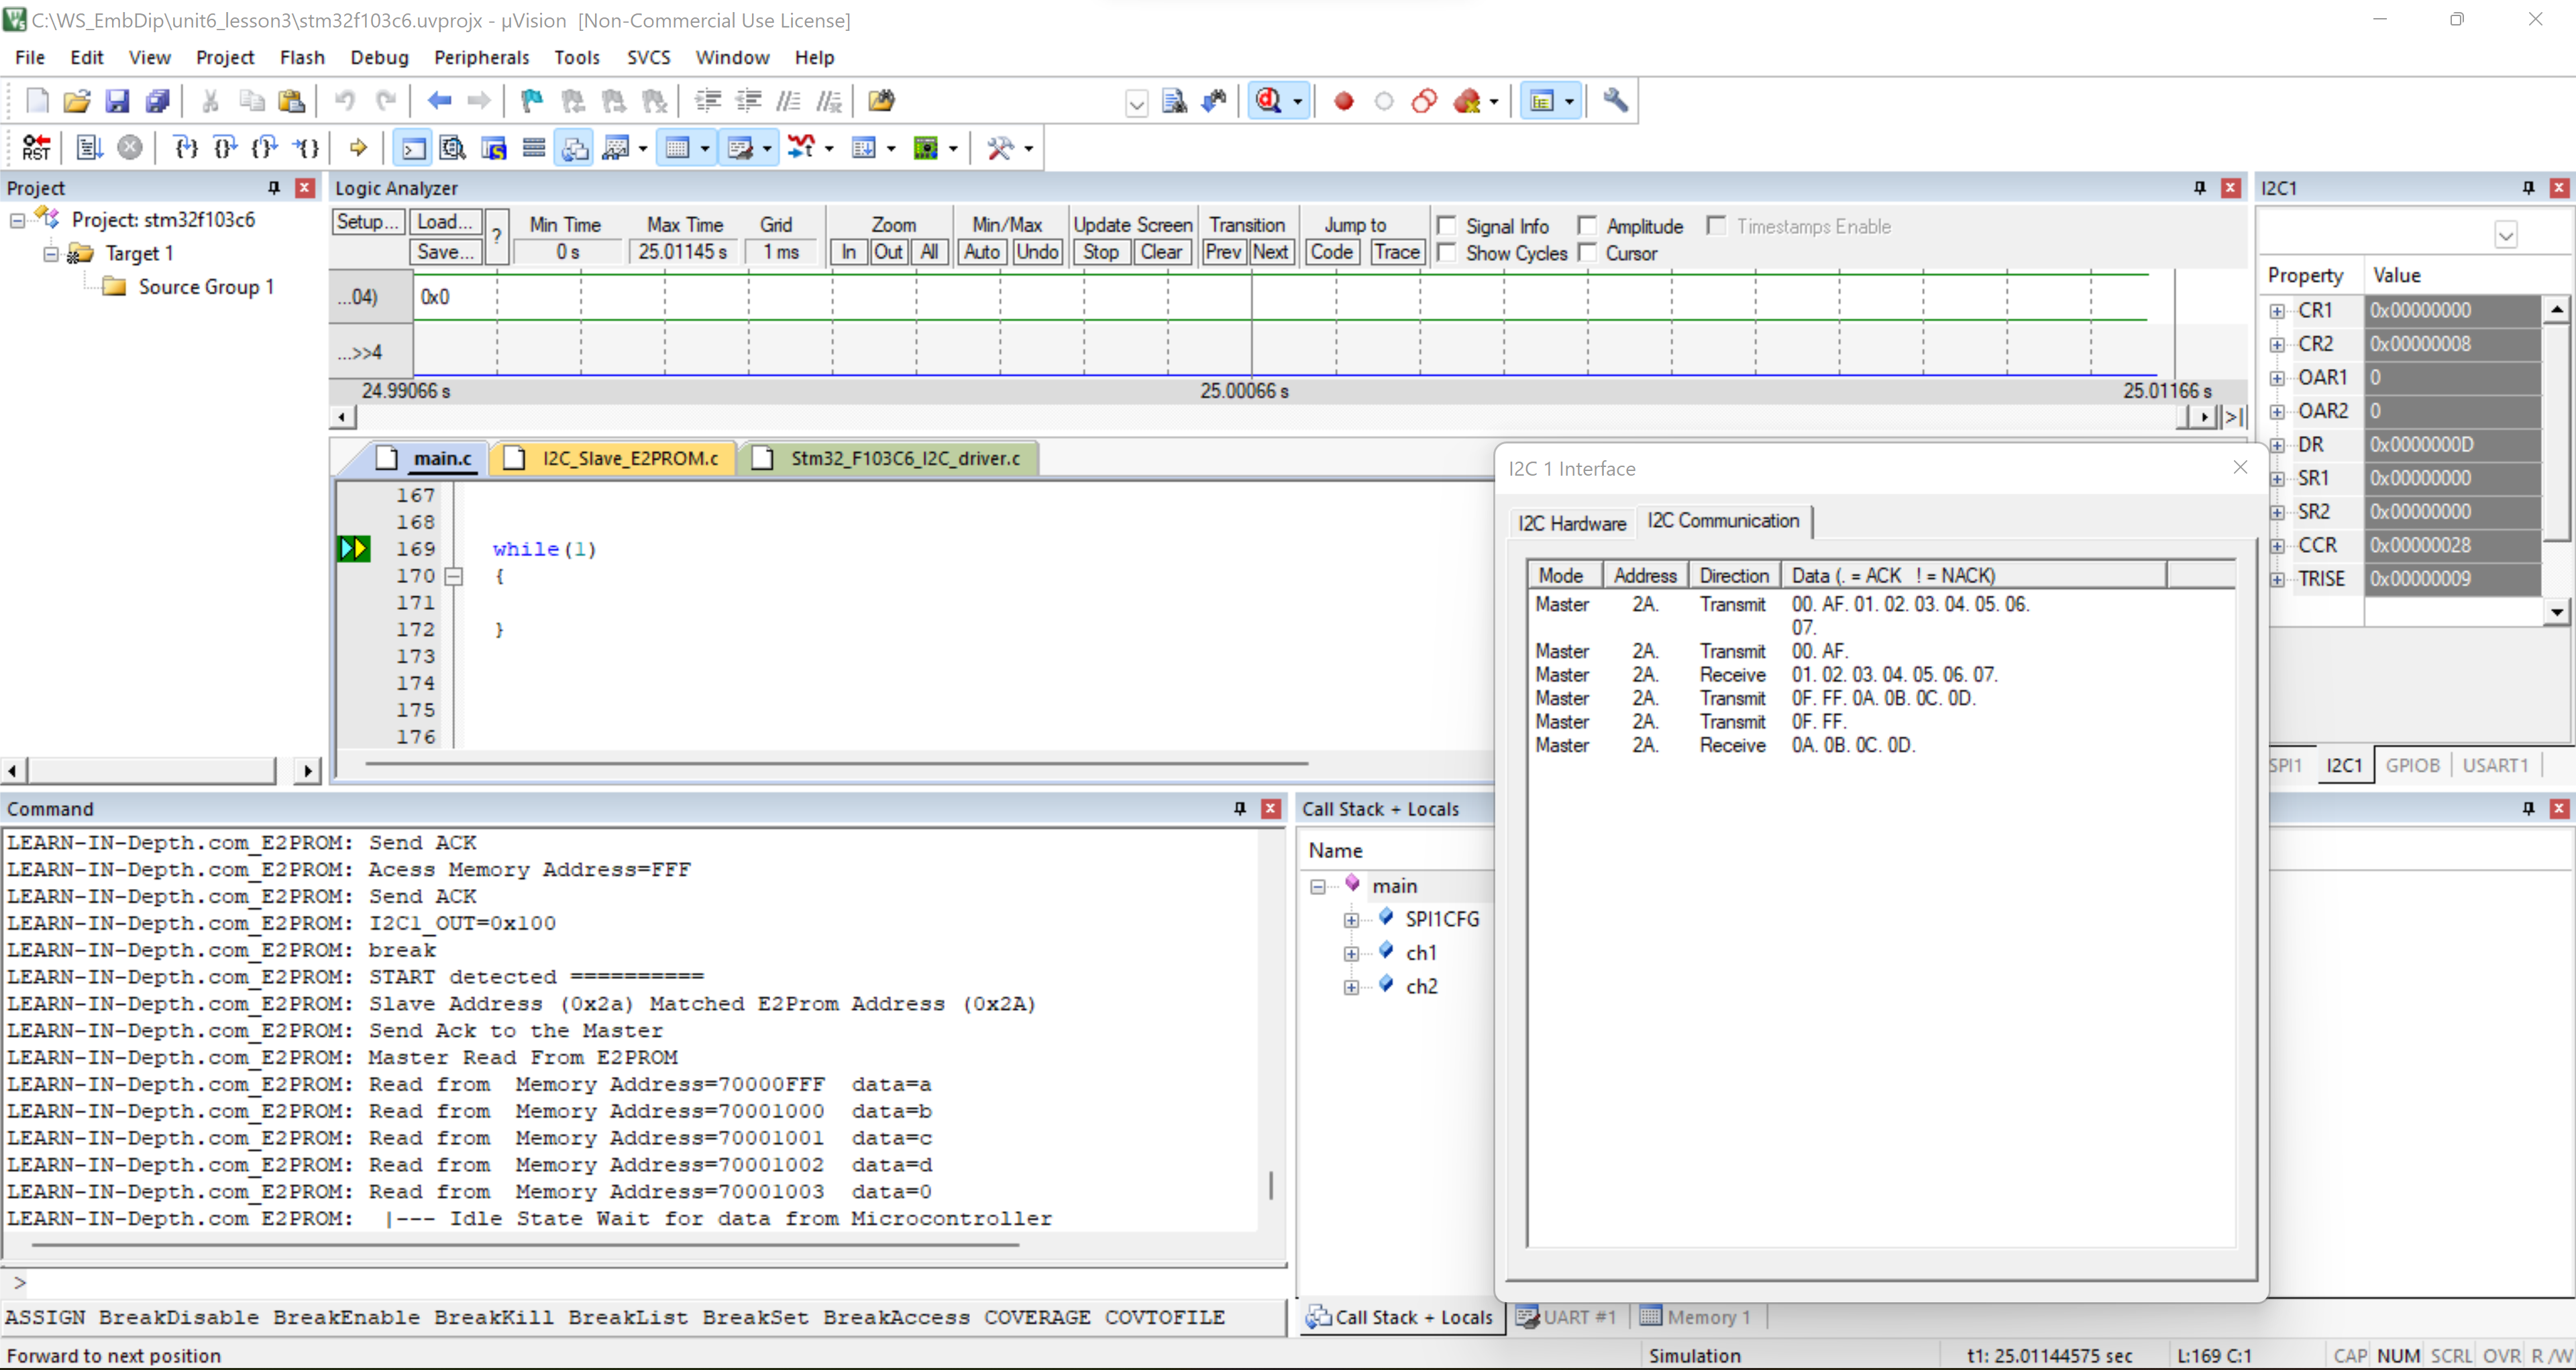 C:\WS_EmbDip\unit6_lesson3\stm32f103c6.uvprojx - µVision [Non-Commercial Use License]
File Edit View Project Flash Debug Peripherals Tools SVCS Window Help
RST
Project
Project: stm32f103c6
Target 1
Source Group 1
Logic Analyzer
Setup... Load... ? Min Time Max Time Grid Zoom Min/Max Update Screen Transition Jump to Signal Info Amplitude Timestamps Enable
Save... 0 s 25.01145 s 1 ms In Out All Auto Undo Stop Clear Prev Next Code Trace Show Cycles Cursor
...04) 0x0
...>>4
24.99066 s 25.00066 s 25.01166 s
main.c I2C_Slave_E2PROM.c Stm32_F103C6_I2C_driver.c
167
168
169 while(1)
170 {
171
172 }
173
174
175
176
I2C1
Property Value
CR1 0x00000000
CR2 0x00000008
OAR1 0
OAR2 0
DR 0x0000000D
SR1 0x00000000
SR2 0x00000000
CCR 0x00000028
TRISE 0x00000009
SPI1 I2C1 GPIOB USART1
I2C 1 Interface
I2C Hardware I2C Communication
Mode Address Direction Data (. = ACK ! = NACK)
Master 2A. Transmit 00. AF. 01. 02. 03. 04. 05. 06.
07.
Master 2A. Transmit 00. AF.
Master 2A. Receive 01. 02. 03. 04. 05. 06. 07.
Master 2A. Transmit 0F. FF. 0A. 0B. 0C. 0D.
Master 2A. Transmit 0F. FF.
Master 2A. Receive 0A. 0B. 0C. 0D.
Command
LEARN-IN-Depth.com_E2PROM: Send ACK
LEARN-IN-Depth.com_E2PROM: Acess Memory Address=FFF
LEARN-IN-Depth.com_E2PROM: Send ACK
LEARN-IN-Depth.com_E2PROM: I2C1_OUT=0x100
LEARN-IN-Depth.com_E2PROM: break
LEARN-IN-Depth.com_E2PROM: START detected ==========
LEARN-IN-Depth.com_E2PROM: Slave Address (0x2a) Matched E2Prom Address (0x2A)
LEARN-IN-Depth.com_E2PROM: Send Ack to the Master
LEARN-IN-Depth.com_E2PROM: Master Read From E2PROM
LEARN-IN-Depth.com_E2PROM: Read from  Memory Address=70000FFF  data=a
LEARN-IN-Depth.com_E2PROM: Read from  Memory Address=70001000  data=b
LEARN-IN-Depth.com_E2PROM: Read from  Memory Address=70001001  data=c
LEARN-IN-Depth.com_E2PROM: Read from  Memory Address=70001002  data=d
LEARN-IN-Depth.com_E2PROM: Read from  Memory Address=70001003  data=0
LEARN-IN-Depth.com_E2PROM:  |--- Idle State Wait for data from Microcontroller
>
ASSIGN BreakDisable BreakEnable BreakKill BreakList BreakSet BreakAccess COVERAGE COVTOFILE
Call Stack + Locals
Name
main
SPI1CFG
ch1
ch2
Call Stack + Locals UART #1 Memory 1
Forward to next position Simulation t1: 25.01144575 sec L:169 C:1 CAP NUM SCRL OVR R/W